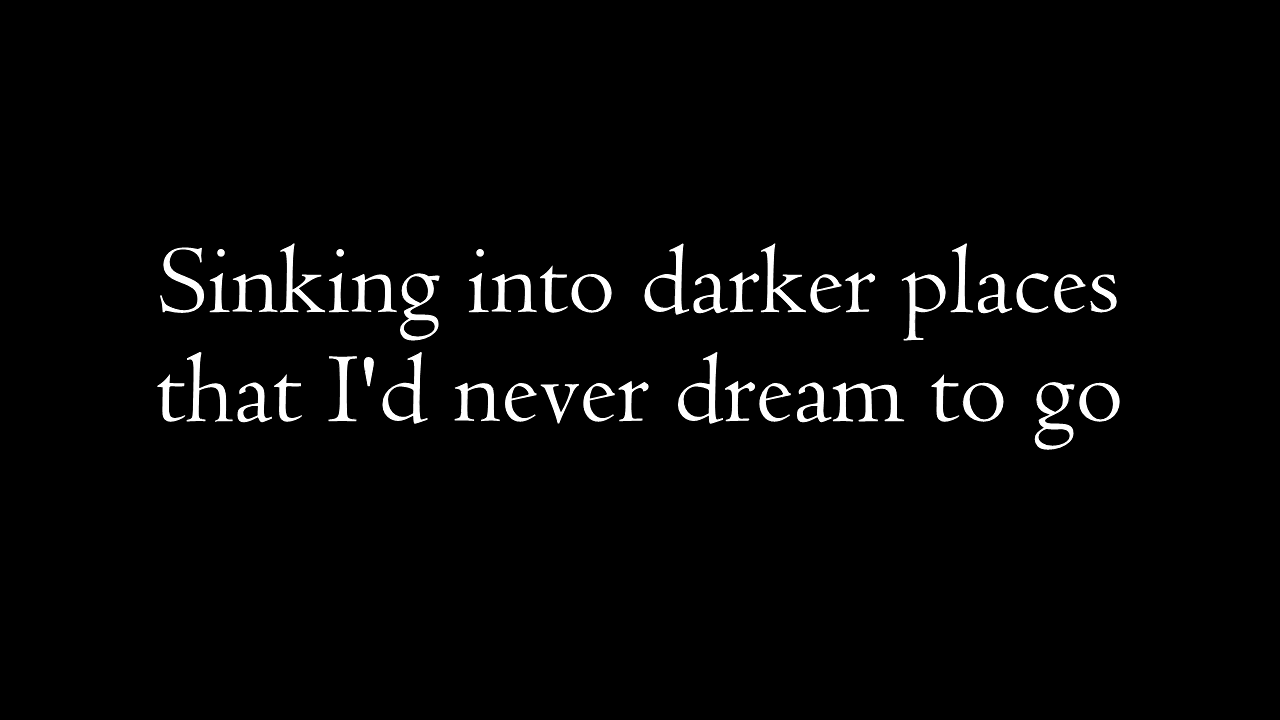 Sinking into darker places
that I'd never dream to go